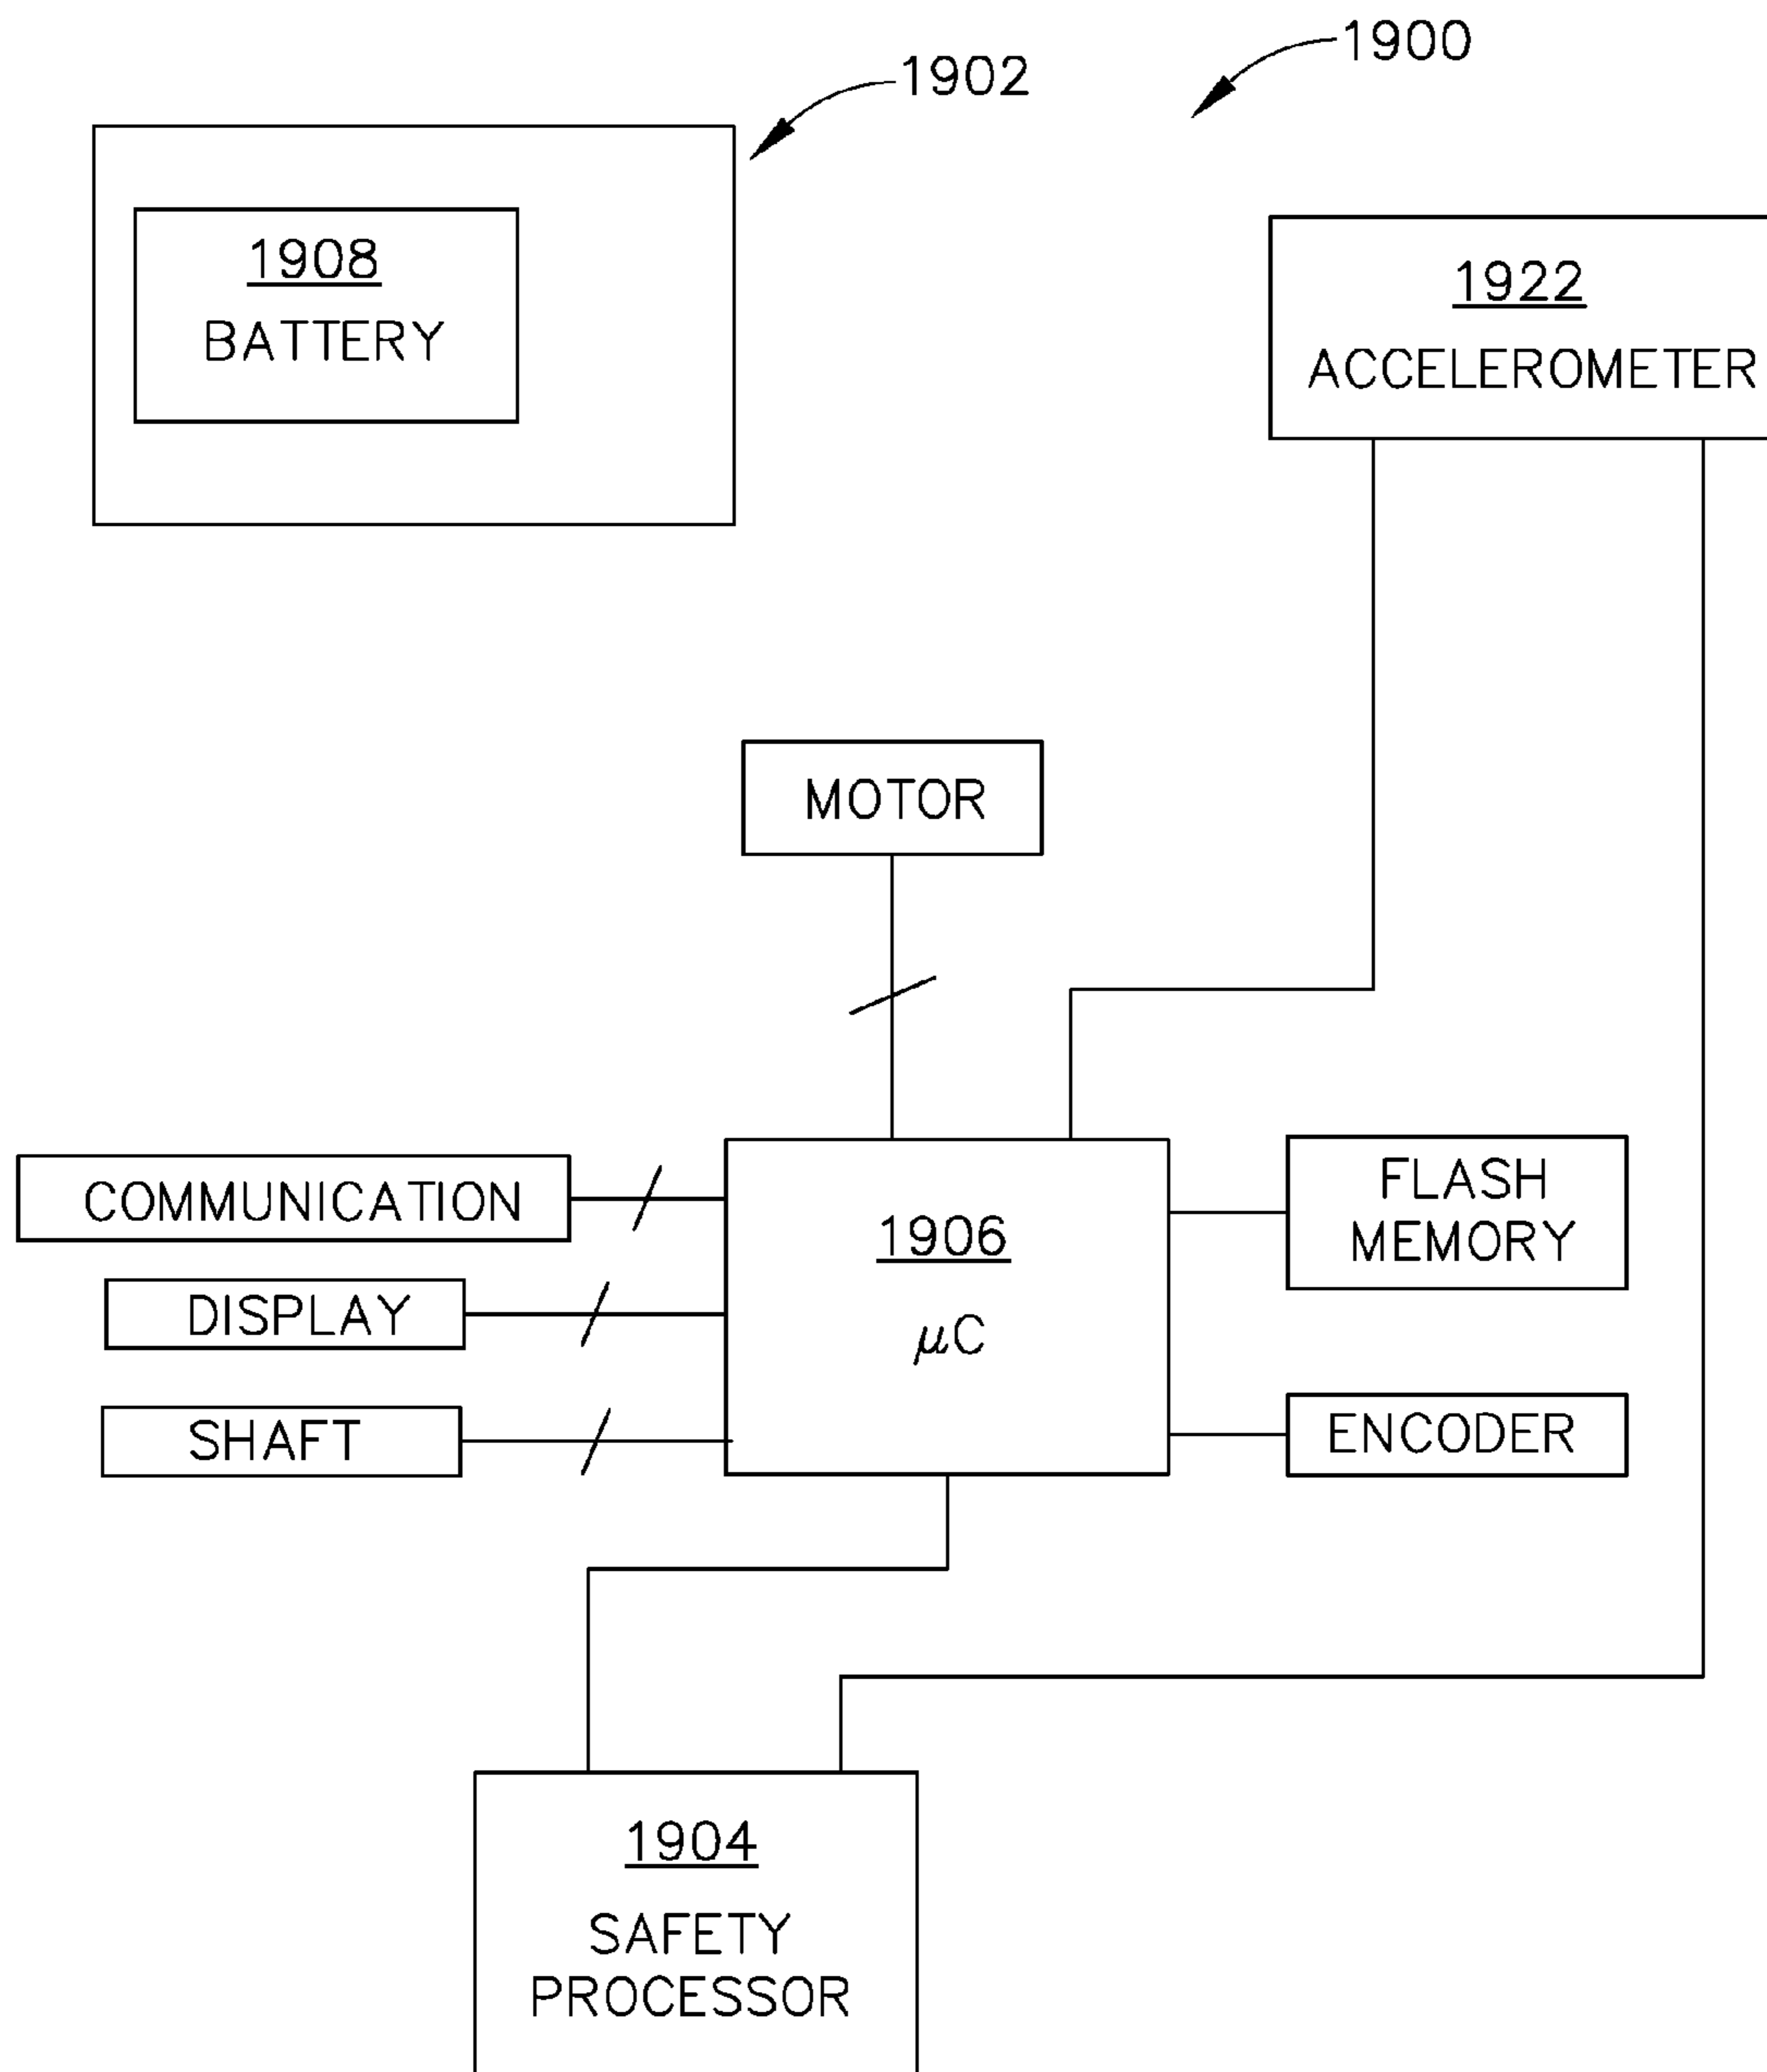 1900
1902
1908
BATTERY
1922
ACCELEROMETER
MOTOR
COMMUNICATION
DISPLAY
SHAFT
1906
μC
FLASH
MEMORY
ENCODER
1904
SAFETY
PROCESSOR